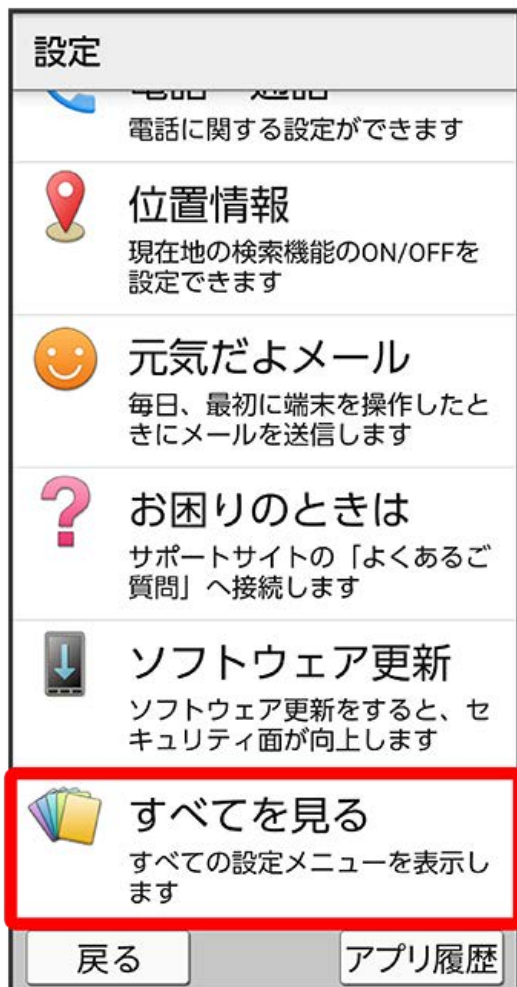 設定
電話・通話
電話に関する設定ができます
位置情報
現在地の検索機能のON/OFFを
設定できます
元気だよメール
毎日、最初に端末を操作したと
きにメールを送信します
お困りのときは
サポートサイトの「よくあるご
質問」へ接続します
ソフトウェア更新
ソフトウェア更新をすると、セ
キュリティ面が向上します
すべてを見る
すべての設定メニューを表示し
ます
戻る
アプリ履歴